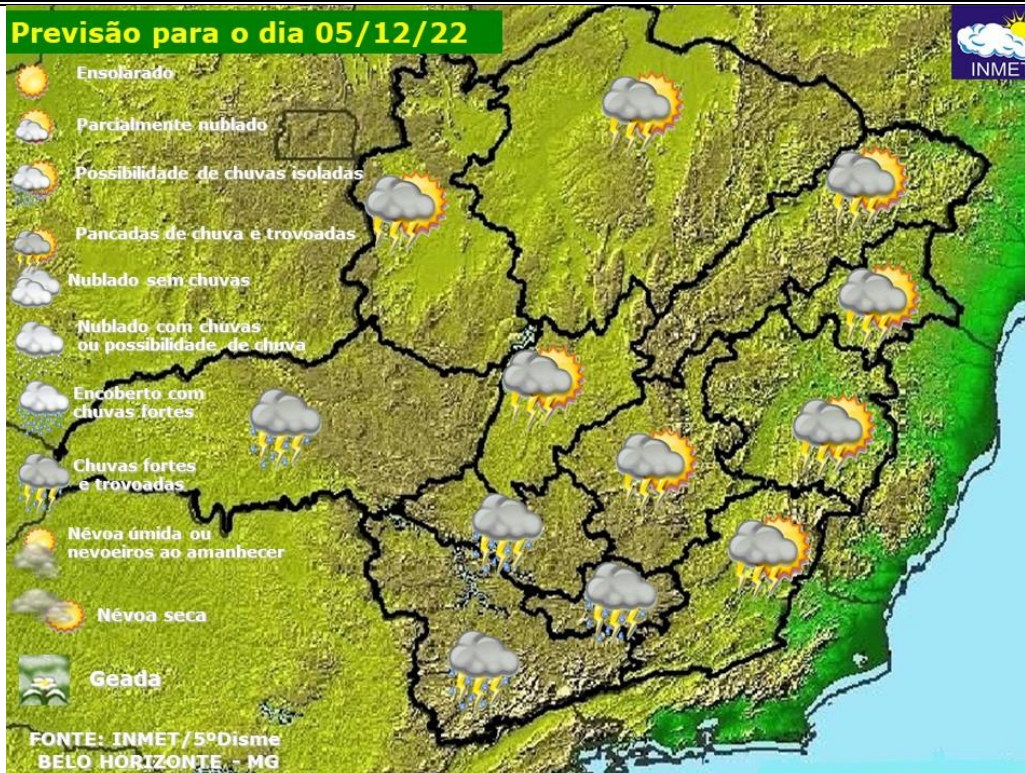 Previsão para o dia 05/12/22
INMET
Ensolarado
Parcialmente nublado
Possibilidade de chuvas isoladas
Pancadas de chuva e trovoadas
Nublado sem chuvas
Nublado com chuvas
ou possibilidade de chuva
Encoberto com
chuvas fortes
Chuvas fortes
e trovoadas
Névoa úmida ou
nevoeiros ao amanhecer
Névoa seca
Geada
FONTE: INMET/5ºDisme
BELO HORIZONTE - MG